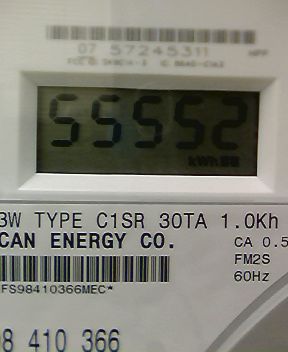 07 57245311
55552
kWh
3W TYPE C1SR 30TA 1.0Kh
CAN ENERGY CO.
CA 0.5
FM2S
60Hz
FS98410366MEC*
98 410 366